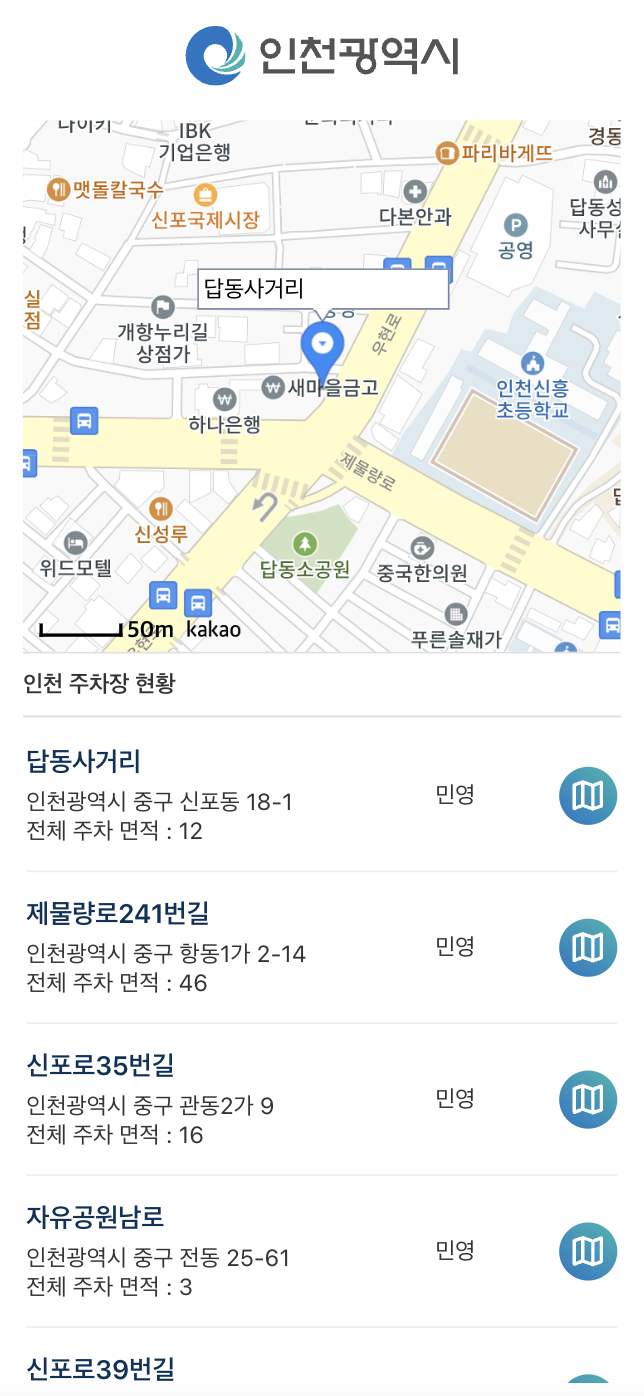 인천광역시
나이키
IBK
기업은행
파리바게뜨
경동
맷돌칼국수
신포국제시장
다본안과
답동성
사무실
공영
실
점
답동사거리
개항누리길
상점가
우현로
인천신흥
초등학교
새마을금고
하나은행
제물량로
신성루
위드모텔
답동소공원
중국한의원
50m kakao
우현로
푸른솔재가
인천 주차장 현황
답동사거리
인천광역시 중구 신포동 18-1
전체 주차 면적 : 12
민영
제물량로241번길
인천광역시 중구 항동1가 2-14
전체 주차 면적 : 46
민영
신포로35번길
인천광역시 중구 관동2가 9
전체 주차 면적 : 16
민영
자유공원남로
인천광역시 중구 전동 25-61
전체 주차 면적 : 3
민영
신포로39번길